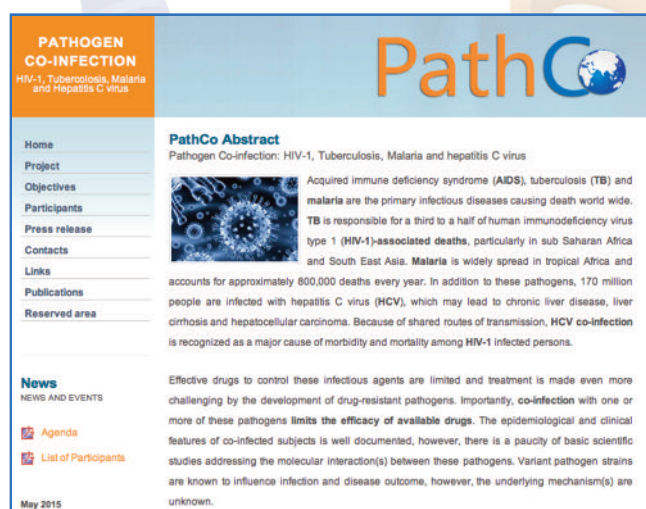 PATHOGEN
CO-INFECTION
HIV-1, Tubercolosis, Malaria
and Hepatitis C virus
PathCo
Home
Project
Objectives
Participants
Press release
Contacts
Links
Publications
Reserved area
News
NEWS AND EVENTS
Agenda
List of Participants
May 2015
PathCo Abstract
Pathogen Co-infection: HIV-1, Tuberculosis, Malaria and hepatitis C virus
Acquired immune deficiency syndrome (AIDS), tuberculosis (TB) and
malaria are the primary infectious diseases causing death world wide.
TB is responsible for a third to a half of human immunodeficiency virus
type 1 (HIV-1)-associated deaths, particularly in sub Saharan Africa
and South East Asia. Malaria is widely spread in tropical Africa and
accounts for approximately 800,000 deaths every year. In addition to these pathogens, 170 million
people are infected with hepatitis C virus (HCV), which may lead to chronic liver disease, liver
cirrhosis and hepatocellular carcinoma. Because of shared routes of transmission, HCV co-infection
is recognized as a major cause of morbidity and mortality among HIV-1 infected persons.
Effective drugs to control these infectious agents are limited and treatment is made even more
challenging by the development of drug-resistant pathogens. Importantly, co-infection with one or
more of these pathogens limits the efficacy of available drugs. The epidemiological and clinical
features of co-infected subjects is well documented, however, there is a paucity of basic scientific
studies addressing the molecular interaction(s) between these pathogens. Variant pathogen strains
are known to influence infection and disease outcome, however, the underlying mechanism(s) are
unknown.